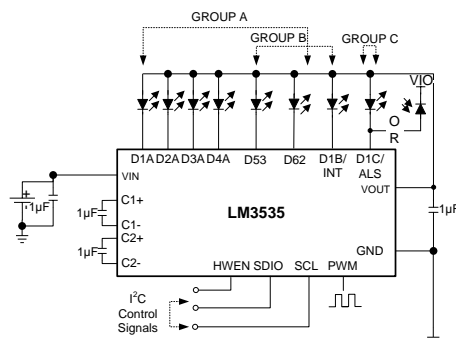 GROUP A
GROUP B
GROUP C
VIO
O
R
D1A D2A D3A D4A D53 D62 D1B/ INT D1C/ ALS
VIN
VOUT
1µF
C1+
1µF
C1-
C2+
1µF
C2-
LM3535
1µF
GND
HWEN SDIO SCL PWM
I²C
Control
Signals